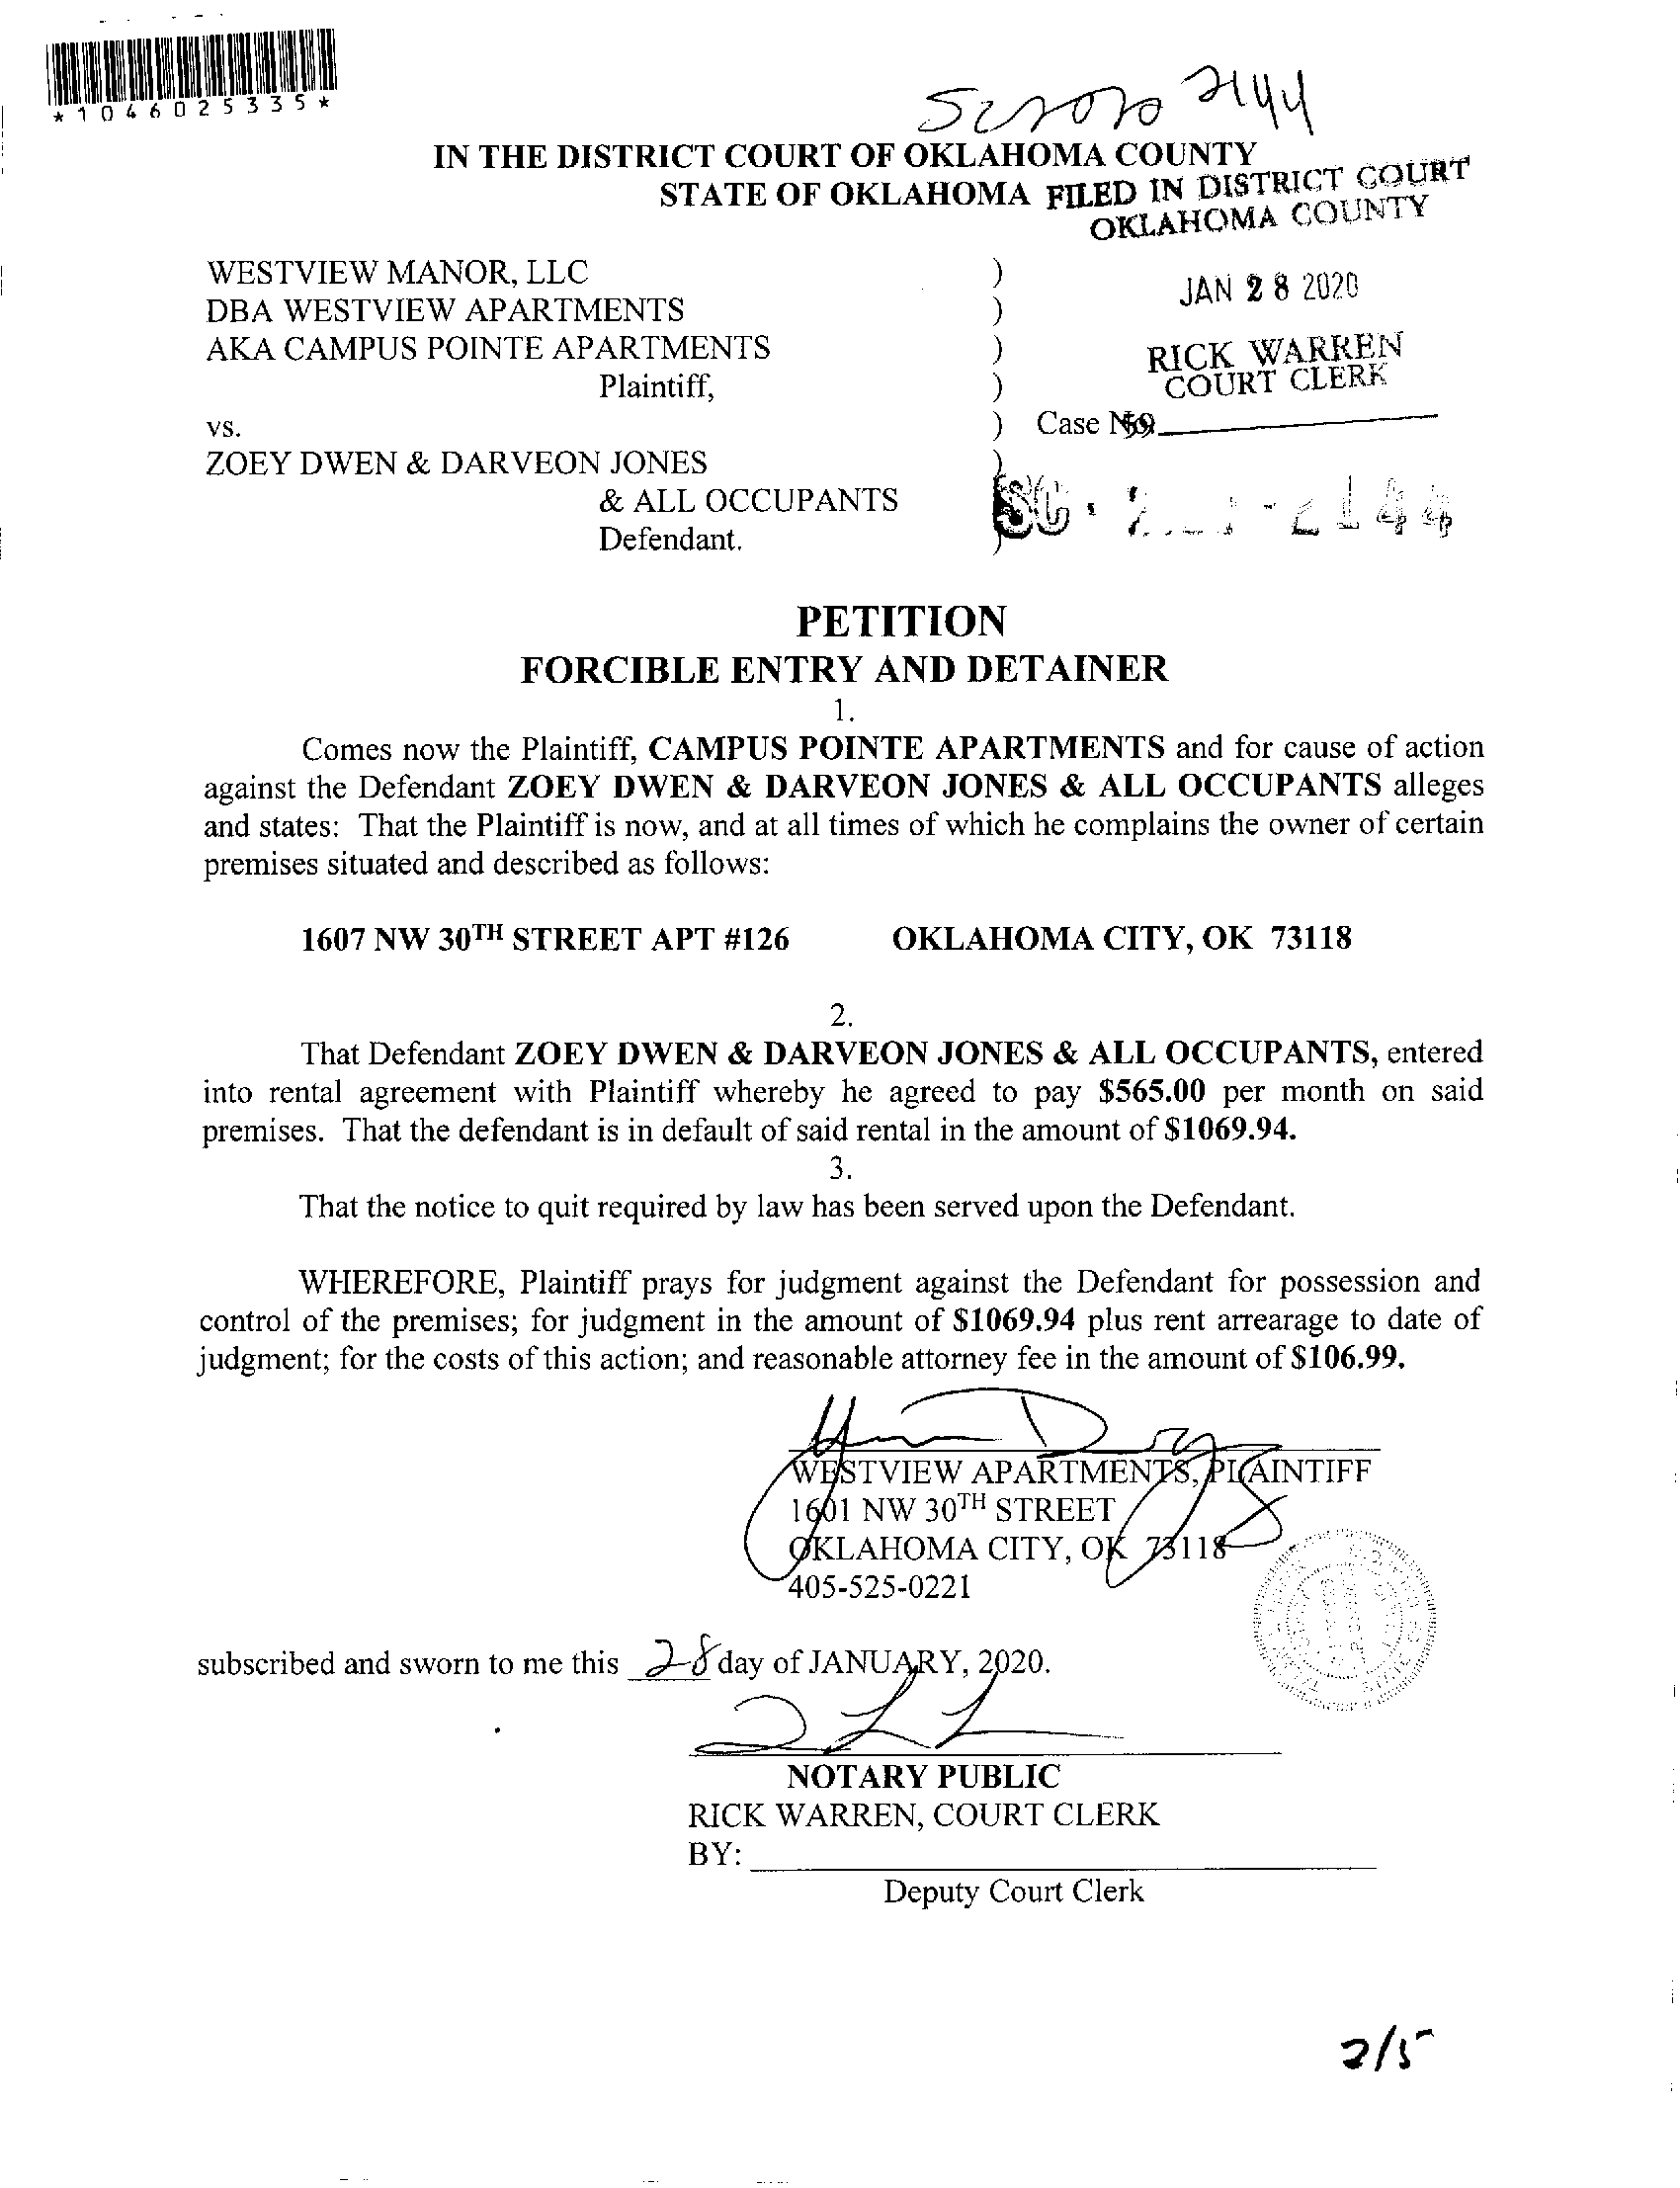 *1046025335*
SC2020 2144
IN THE DISTRICT COURT OF OKLAHOMA COUNTY
STATE OF OKLAHOMA FILED IN DISTRICT COURT
OKLAHOMA COUNTY
WESTVIEW MANOR, LLC )
JAN 28 2020
DBA WESTVIEW APARTMENTS )
AKA CAMPUS POINTE APARTMENTS )
RICK WARREN
Plaintiff, )
COURT CLERK
vs. ) Case No.
ZOEY DWEN & DARVEON JONES )
& ALL OCCUPANTS
SC - 2 - 2144
Defendant. )
PETITION
FORCIBLE ENTRY AND DETAINER
1.
Comes now the Plaintiff, CAMPUS POINTE APARTMENTS and for cause of action
against the Defendant ZOEY DWEN & DARVEON JONES & ALL OCCUPANTS alleges
and states: That the Plaintiff is now, and at all times of which he complains the owner of certain
premises situated and described as follows:
1607 NW 30TH STREET APT #126 OKLAHOMA CITY, OK 73118
2.
That Defendant ZOEY DWEN & DARVEON JONES & ALL OCCUPANTS, entered
into rental agreement with Plaintiff whereby he agreed to pay $565.00 per month on said
premises. That the defendant is in default of said rental in the amount of $1069.94.
3.
That the notice to quit required by law has been served upon the Defendant.
WHEREFORE, Plaintiff prays for judgment against the Defendant for possession and
control of the premises; for judgment in the amount of $1069.94 plus rent arrearage to date of
judgment; for the costs of this action; and reasonable attorney fee in the amount of $106.99.
WESTVIEW APARTMENTS, PLAINTIFF
1601 NW 30TH STREET
OKLAHOMA CITY, OK 73118
405-525-0221
subscribed and sworn to me this 28 day of JANUARY, 2020.
NOTARY PUBLIC
RICK WARREN, COURT CLERK
BY:
Deputy Court Clerk
2/5